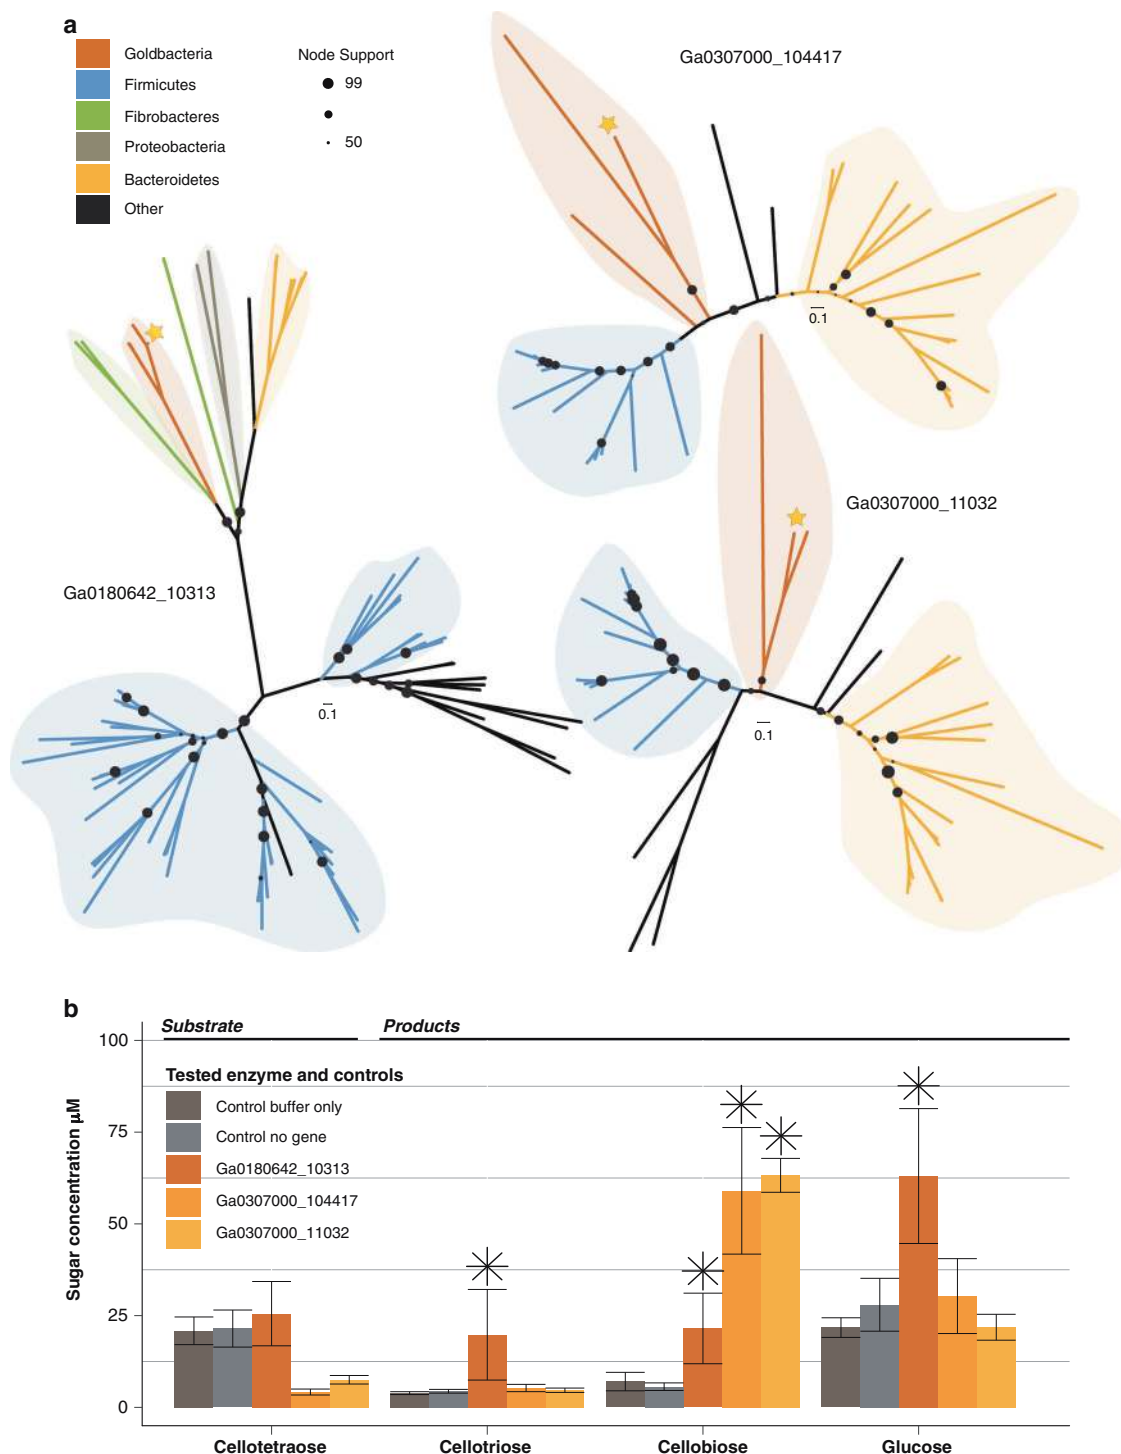 a
Goldbacteria
Firmicutes
Fibrobacteres
Proteobacteria
Bacteroidetes
Other
Node Support
99
50
Ga0307000_104417
0.1
Ga0307000_11032
Ga0180642_10313
0.1
0.1
b
Substrate
Products
Tested enzyme and controls
Control buffer only
Control no gene
Ga0180642_10313
Ga0307000_104417
Ga0307000_11032
Sugar concentration µM
100
75
50
25
0
Cellotetraose
Cellotriose
Cellobiose
Glucose